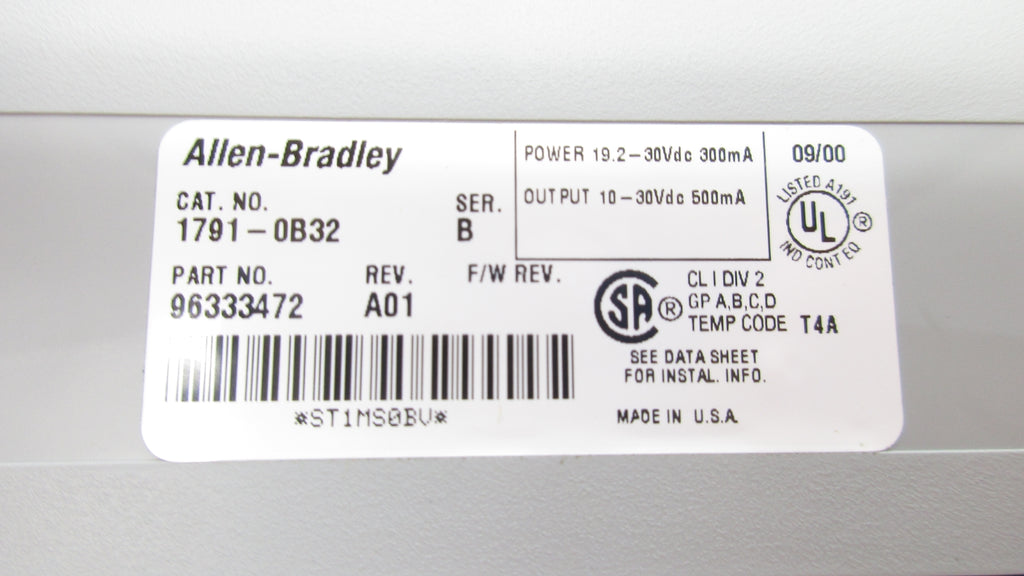 Allen-Bradley
CAT. NO. SER.
1791-0B32 B
PART NO. REV. F/W REV.
96333472 A01
*ST1MS0BV*
POWER 19.2-30Vdc 300mA
OUTPUT 10-30Vdc 500mA
09/00
LISTED A191
UL ®
IND CONT EQ
SA ®
CL I DIV 2
GP A,B,C,D
TEMP CODE T4A
SEE DATA SHEET
FOR INSTAL. INFO.
MADE IN U.S.A.